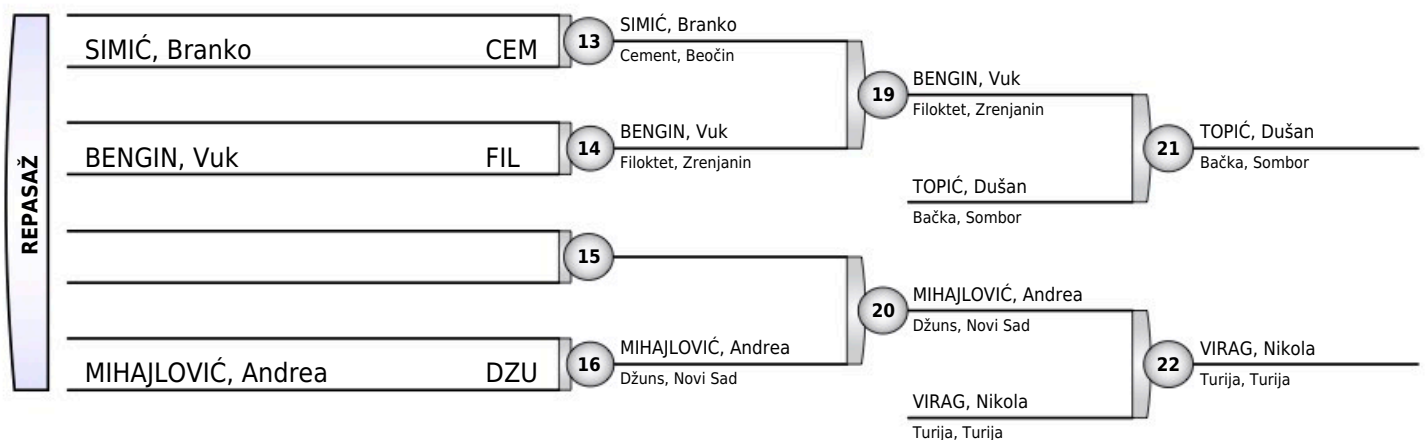 REPASAŽ
SIMIĆ, Branko CEM
13
SIMIĆ, Branko
Cement, Beočin
BENGIN, Vuk FIL
14
BENGIN, Vuk
Filoktet, Zrenjanin
15
MIHAJLOVIĆ, Andrea DZU
16
MIHAJLOVIĆ, Andrea
Džuns, Novi Sad
19
BENGIN, Vuk
Filoktet, Zrenjanin
TOPIĆ, Dušan
Bačka, Sombor
20
MIHAJLOVIĆ, Andrea
Džuns, Novi Sad
VIRAG, Nikola
Turija, Turija
21
TOPIĆ, Dušan
Bačka, Sombor
22
VIRAG, Nikola
Turija, Turija